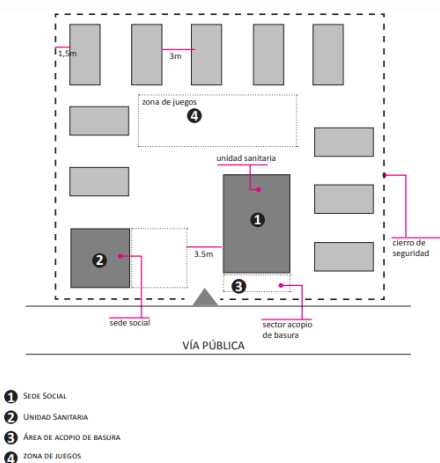 1,5m
3m
zona de juegos
4
unidad sanitaria
1
2
3.5m
cierro de
seguridad
3
sede social
sector acopio
de basura
VÍA PÚBLICA
1 SEDE SOCIAL
2 UNIDAD SANITARIA
3 ÁREA DE ACOPIO DE BASURA
4 ZONA DE JUEGOS